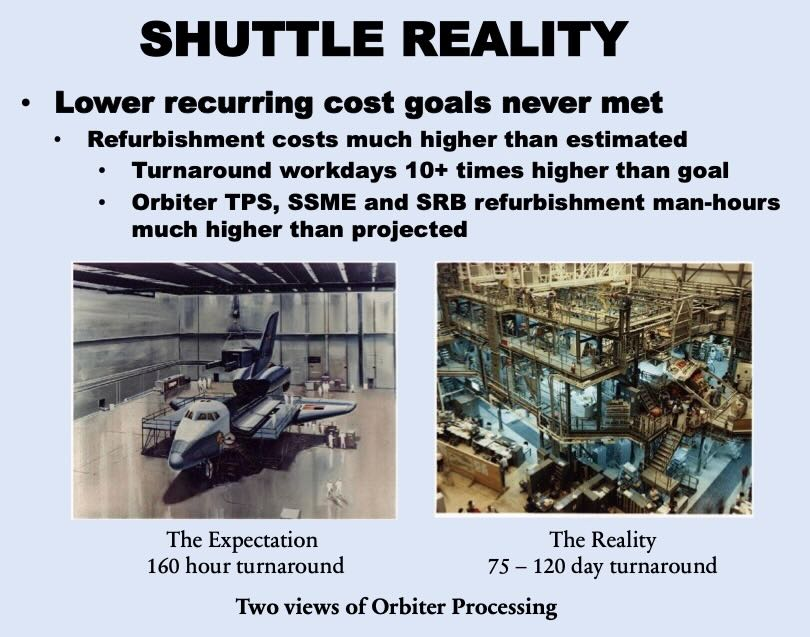 SHUTTLE REALITY
• Lower recurring cost goals never met
• Refurbishment costs much higher than estimated
• Turnaround workdays 10+ times higher than goal
• Orbiter TPS, SSME and SRB refurbishment man-hours
much higher than projected
The Expectation
160 hour turnaround
The Reality
75 – 120 day turnaround
Two views of Orbiter Processing